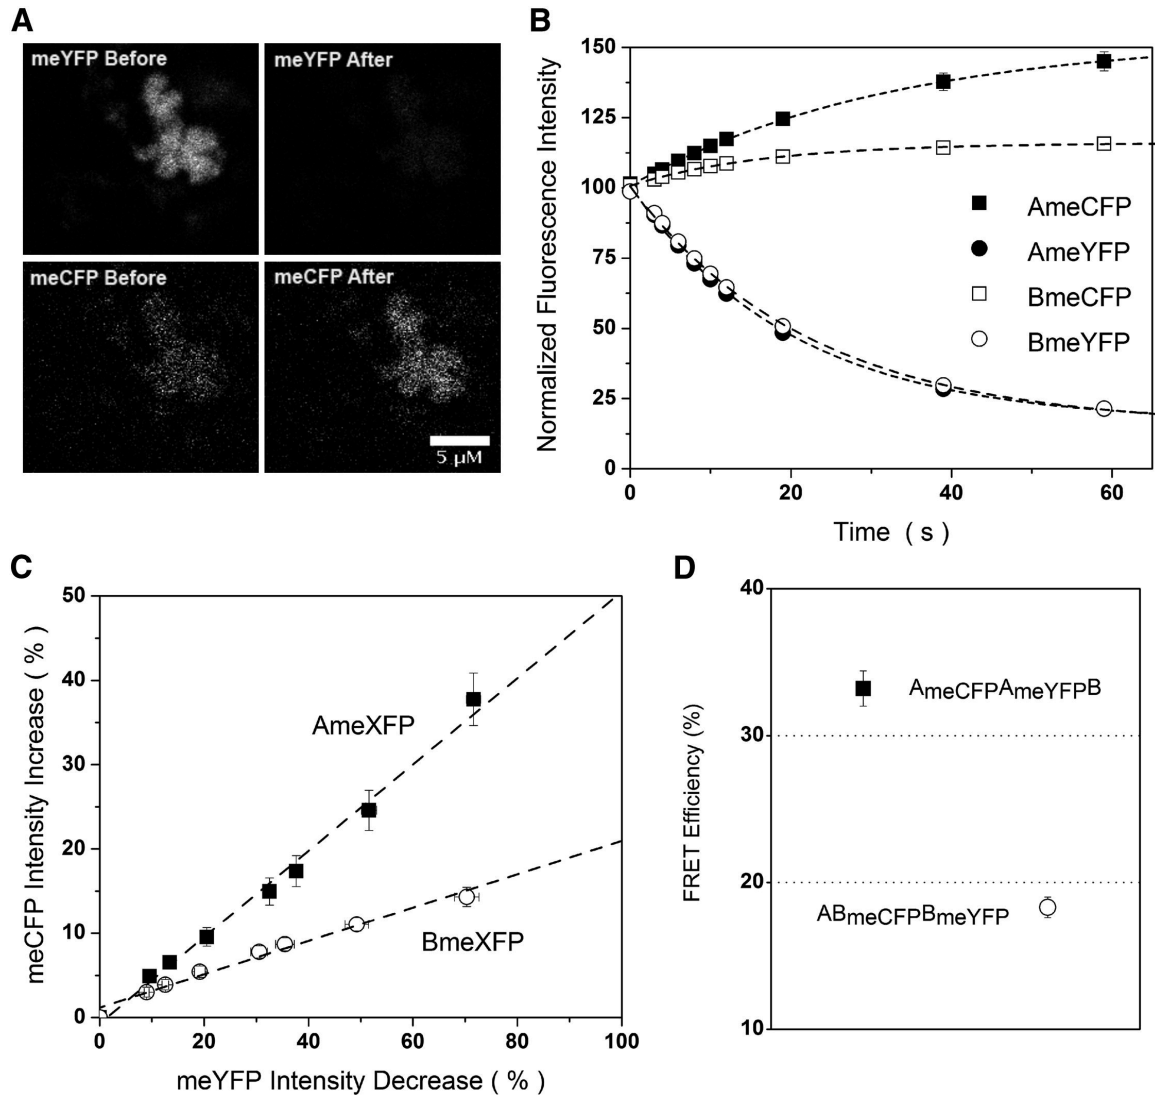 A
meYFP Before
meYFP After
meCFP Before
meCFP After
5 µM
B
Normalized Fluorescence Intensity
150
125
100
75
50
25
0
0 20 40 60
Time ( s )
AmeCFP
AmeYFP
BmeCFP
BmeYFP
C
meCFP Intensity Increase ( % )
50
40
30
20
10
0
0 20 40 60 80 100
meYFP Intensity Decrease ( % )
AmeXFP
BmeXFP
D
FRET Efficiency (%)
40
30
20
10
AmeCFPAmeYFPB
ABmeCFPBmeYFP